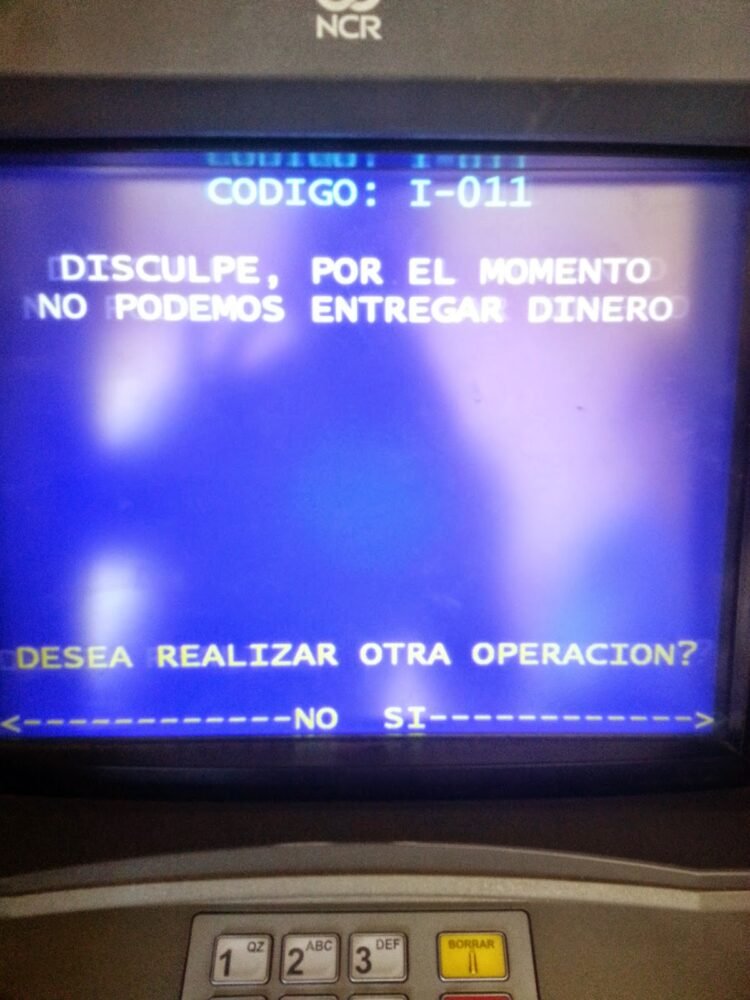 NCR
CODIGO: I-011
DISCULPE, POR EL MOMENTO
NO PODEMOS ENTREGAR DINERO
DESEA REALIZAR OTRA OPERACION?
<------------NO SI------------>
1 QZ 2 ABC 3 DEF BORRAR